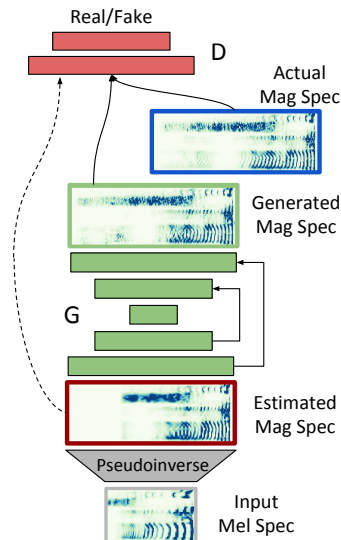 Real/Fake
D
Actual
Mag Spec
Generated
Mag Spec
G
Estimated
Mag Spec
Pseudoinverse
Input
Mel Spec